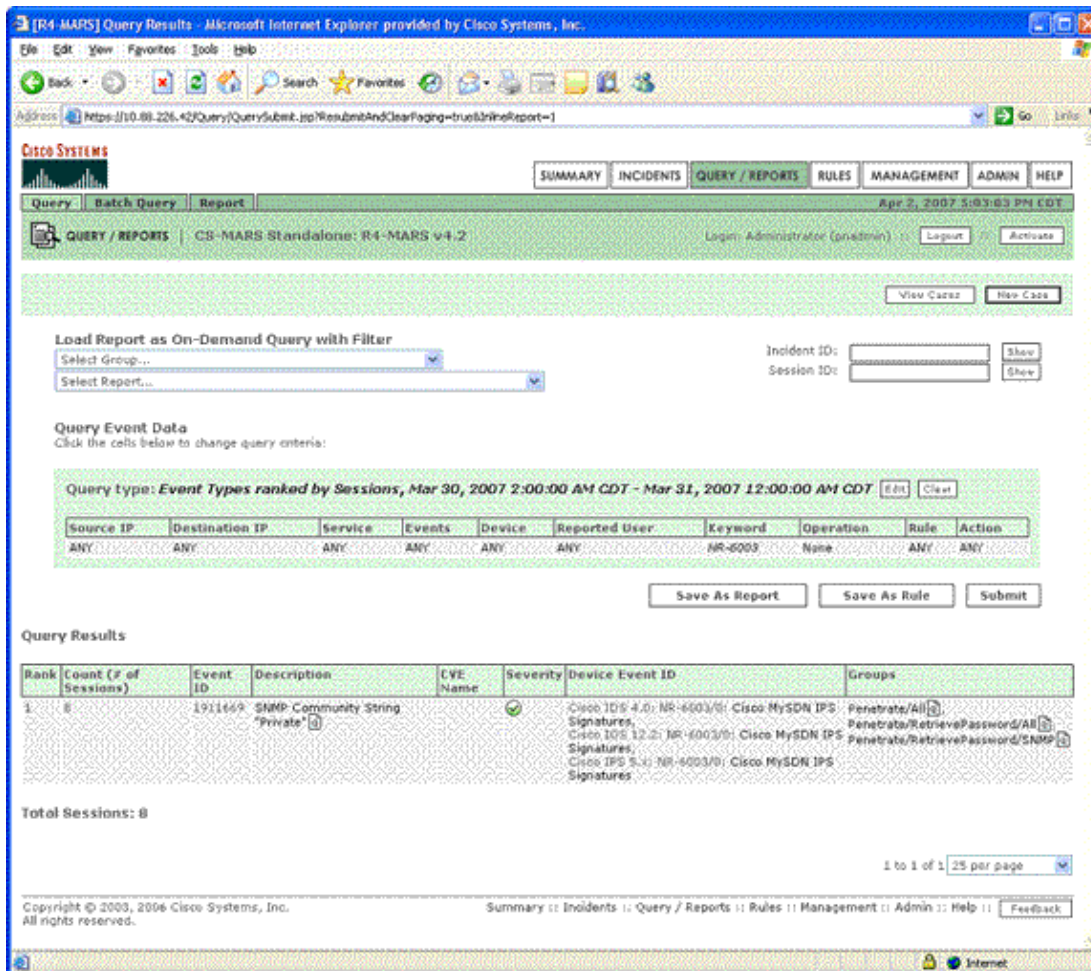 [R4-MARS] Query Results - Microsoft Internet Explorer provided by Cisco Systems, Inc.
File Edit View Favorites Tools Help
Back Search Favorites
Address https://10.88.226.42/Query/QuerySubmit.jsp?ResubmitAndClearPaging=true&InlineReport=1 Go Links
CISCO SYSTEMS
SUMMARY INCIDENTS QUERY / REPORTS RULES MANAGEMENT ADMIN HELP
Query Batch Query Report Apr 2, 2007 5:03:03 PM CDT
QUERY / REPORTS | CS-MARS Standalone: R4-MARS v4.2 Login: Administrator (pnadmin) :: Logout :: Activate
View Cases New Case
Load Report as On-Demand Query with Filter
Select Group...
Select Report...
Incident ID: Show
Session ID: Show
Query Event Data
Click the cells below to change query criteria:
Query type: Event Types ranked by Sessions, Mar 30, 2007 2:00:00 AM CDT - Mar 31, 2007 12:00:00 AM CDT Edit Clear
Source IP Destination IP Service Events Device Reported User Keyword Operation Rule Action
ANY ANY ANY ANY ANY ANY NR-6003 None ANY ANY
Save As Report Save As Rule Submit
Query Results
Rank Count (# of Sessions) Event ID Description CVE Name Severity Device Event ID Groups
1 8 1911669 SNMP Community String "Private" q
Cisco IDS 4.0: NR-6003/0: Cisco MySDN IPS Signatures,
Cisco IOS 12.2: NR-6003/0: Cisco MySDN IPS Signatures,
Cisco IPS 5.x: NR-6003/0: Cisco MySDN IPS Signatures
Penetrate/All q,
Penetrate/RetrievePassword/All q,
Penetrate/RetrievePassword/SNMP q
Total Sessions: 8
1 to 1 of 1 25 per page
Copyright © 2003, 2006 Cisco Systems, Inc.
All rights reserved.
Summary :: Incidents :: Query / Reports :: Rules :: Management :: Admin :: Help :: Feedback
Internet